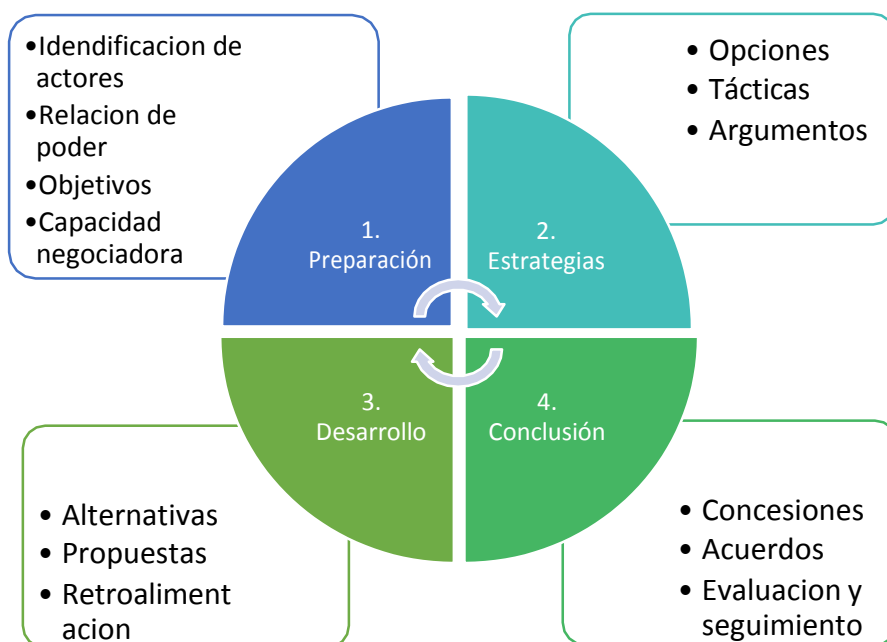 •Idendificacion de
actores
•Relacion de
poder
•Objetivos
•Capacidad
negociadora
• Opciones
• Tácticas
• Argumentos
1.
Preparación
2.
Estrategias
3.
Desarrollo
4.
Conclusión
• Alternativas
• Propuestas
• Retroaliment
acion
• Concesiones
• Acuerdos
• Evaluacion y
seguimiento